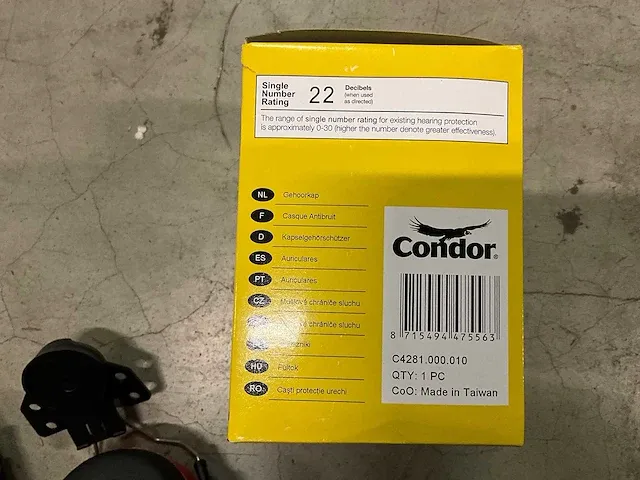 Single
Number
Rating
22
Decibels
(when used
as directed)
The range of single number rating for existing hearing protection
is approximately 0-30 (higher the number denote greater effectiveness).
NL Gehoorkap
F Casque Antibruit
D Kapselgehörschützer
ES Auriculares
PT Auriculares
CZ chrániče sluchu
chrániče sluchu
HU Fültok
RO Căști protecție urechi
Condor®
8 715494 475563
C4281.000.010
QTY: 1 PC
CoO: Made in Taiwan